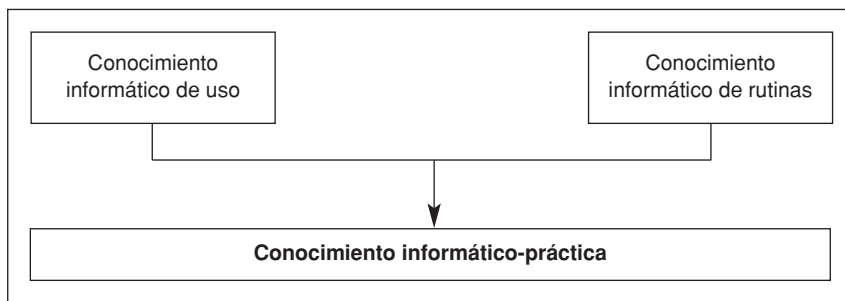 Conocimiento
informático de uso
Conocimiento
informático de rutinas
Conocimiento informático-práctica